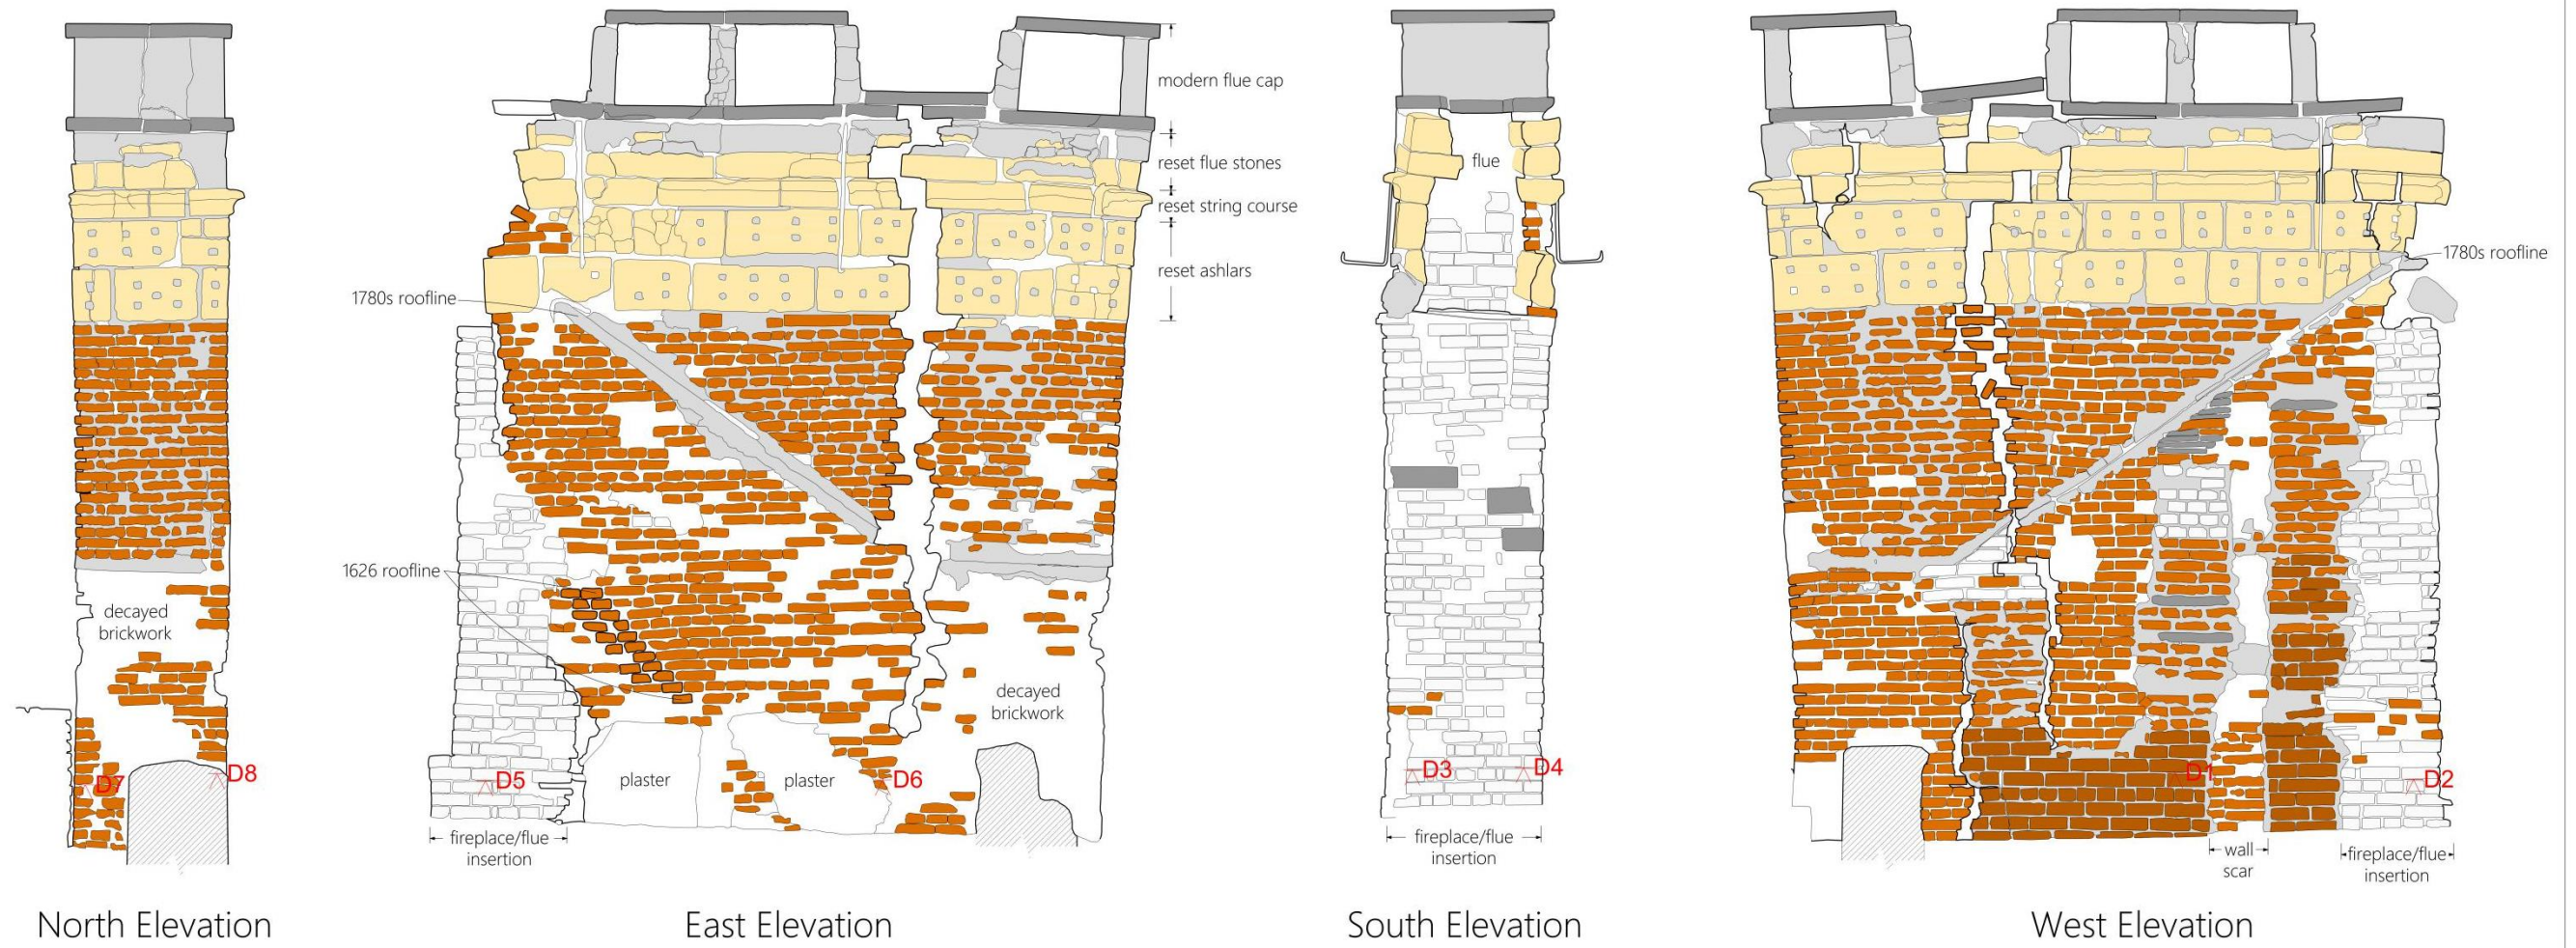 decayed
brickwork
D7
D8
North Elevation
modern flue cap
reset flue stones
reset string course
reset ashlars
1780s roofline
1626 roofline
decayed
brickwork
plaster
plaster
D5
D6
fireplace/flue
insertion
East Elevation
flue
D3
D4
fireplace/flue
insertion
South Elevation
1780s roofline
D1
D2
wall
scar
fireplace/flue
insertion
West Elevation